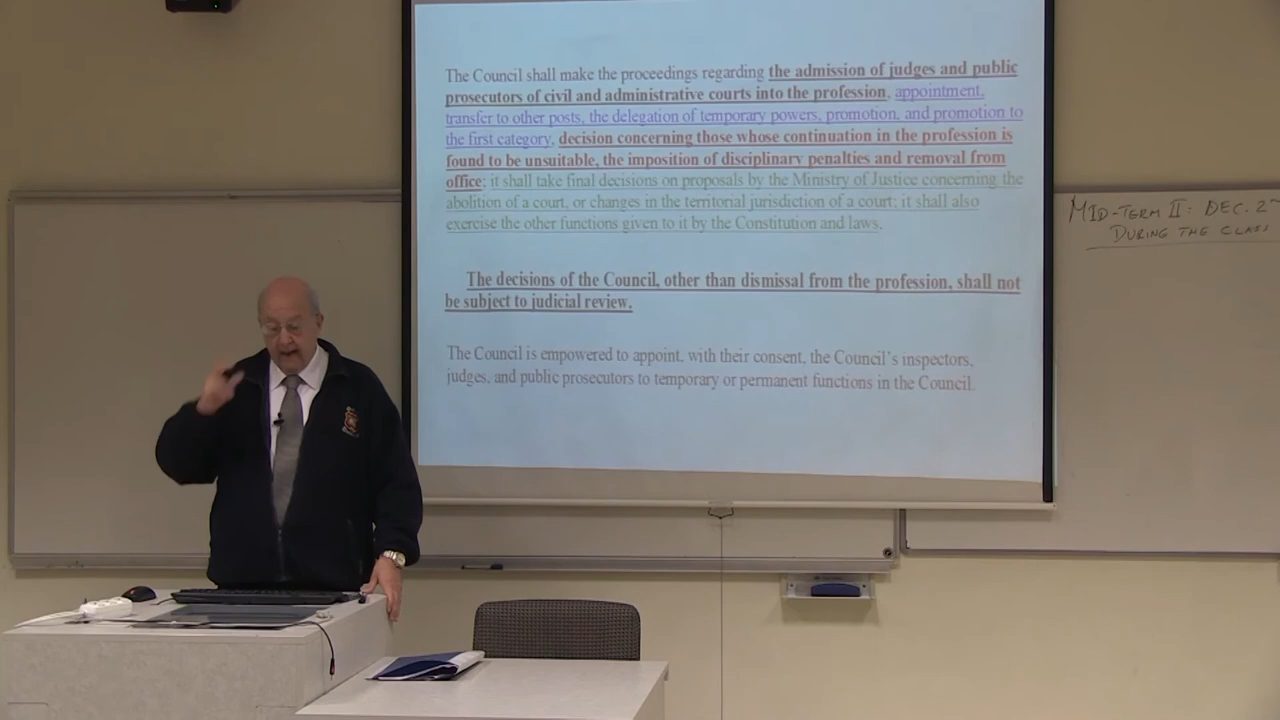 The Council shall make the proceedings regarding the admission of judges and public
prosecutors of civil and administrative courts into the profession, appointment,
transfer to other posts, the delegation of temporary powers, promotion, and promotion to
the first category, decision concerning those whose continuation in the profession is
found to be unsuitable, the imposition of disciplinary penalties and removal from
office; it shall take final decisions on proposals by the Ministry of Justice concerning the
abolition of a court, or changes in the territorial jurisdiction of a court; it shall also
exercise the other functions given to it by the Constitution and laws.
The decisions of the Council, other than dismissal from the profession, shall not
be subject to judicial review.
The Council is empowered to appoint, with their consent, the Council's inspectors,
judges, and public prosecutors to temporary or permanent functions in the Council.
MID-TERM II: DEC.
DURING THE CLASS